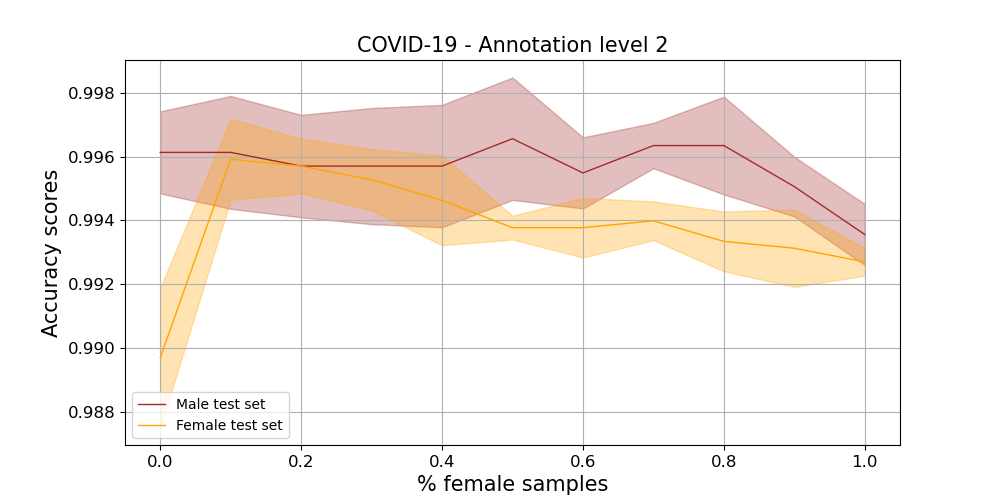 COVID-19 - Annotation level 2
Accuracy scores
0.998
0.996
0.994
0.992
0.990
0.988
Male test set
Female test set
0.0 0.2 0.4 0.6 0.8 1.0
% female samples